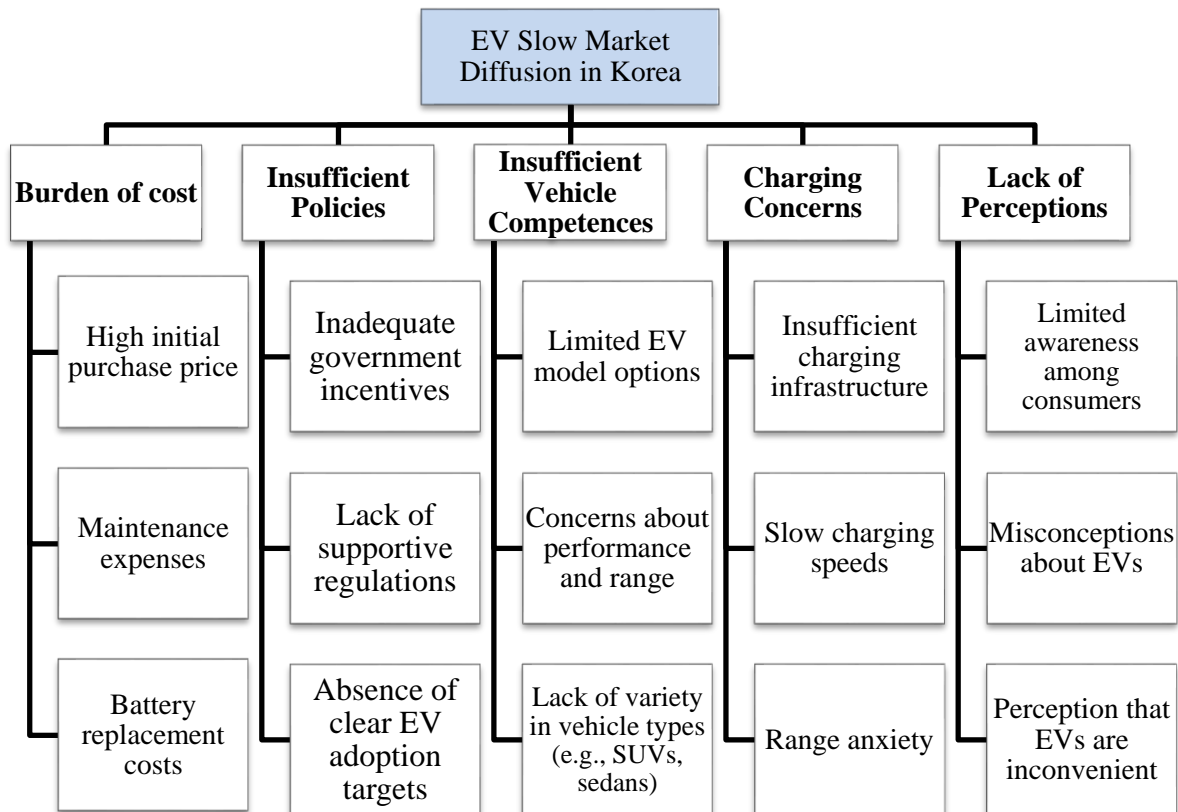 EV Slow Market
Diffusion in Korea
Burden of cost
High initial
purchase price
Maintenance
expenses
Battery
replacement
costs
Insufficient
Policies
Inadequate
government
incentives
Lack of
supportive
regulations
Absence of
clear EV
adoption
targets
Insufficient
Vehicle
Competences
Limited EV
model options
Concerns about
performance
and range
Lack of variety
in vehicle types
(e.g., SUVs,
sedans)
Charging
Concerns
Insufficient
charging
infrastructure
Slow charging
speeds
Range anxiety
Lack of
Perceptions
Limited
awareness
among
consumers
Misconceptions
about EVs
Perception that
EVs are
inconvenient